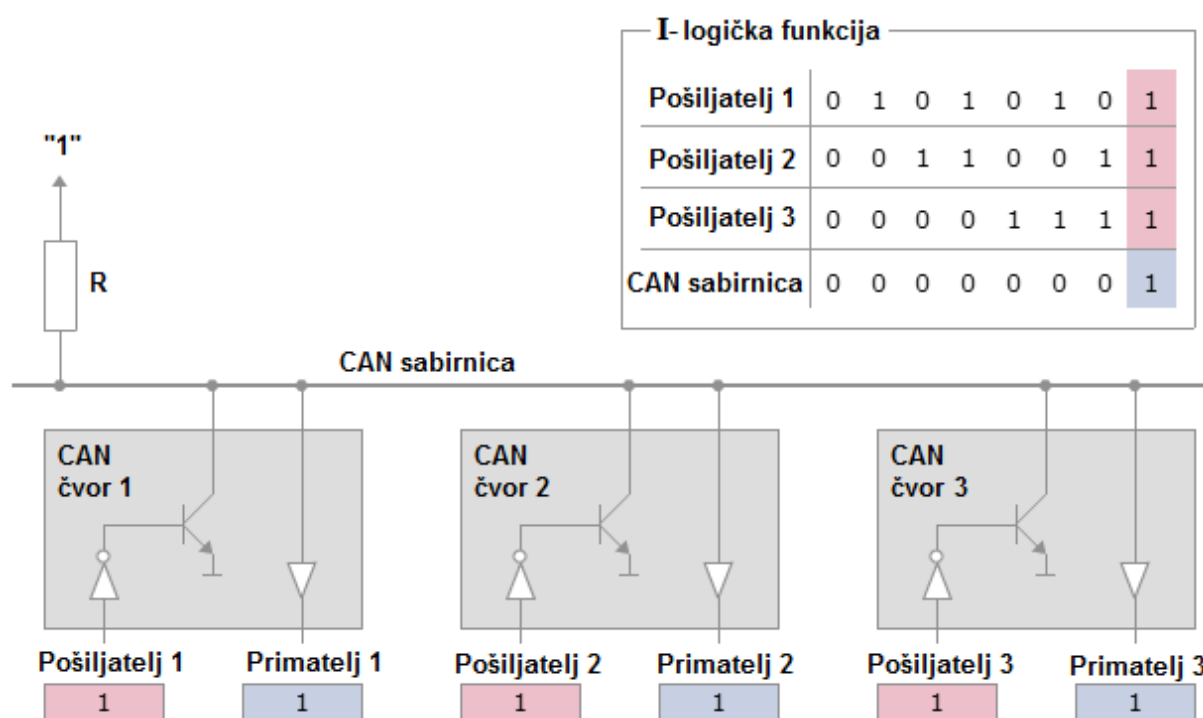 I- logička funkcija
Pošiljatelj 1 0 1 0 1 0 1 0 1
Pošiljatelj 2 0 0 1 1 0 0 1 1
Pošiljatelj 3 0 0 0 0 1 1 1 1
CAN sabirnica 0 0 0 0 0 0 0 1
"1"
R
CAN sabirnica
CAN
čvor 1
CAN
čvor 2
CAN
čvor 3
Pošiljatelj 1 Primatelj 1 Pošiljatelj 2 Primatelj 2 Pošiljatelj 3 Primatelj 3
1 1 1 1 1 1